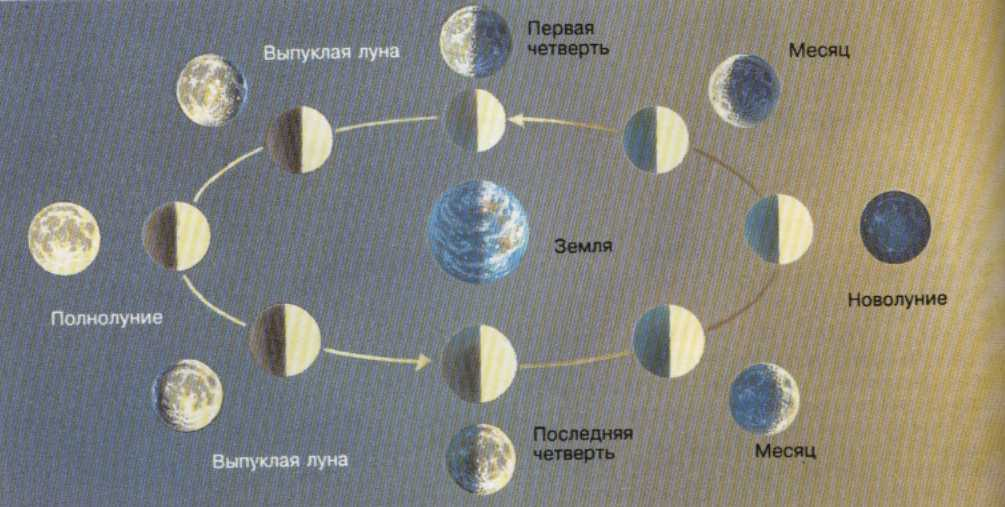 Первая
четверть
Выпуклая луна
Месяц
Земля
Новолуние
Полнолуние
Последняя
четверть
Месяц
Выпуклая луна